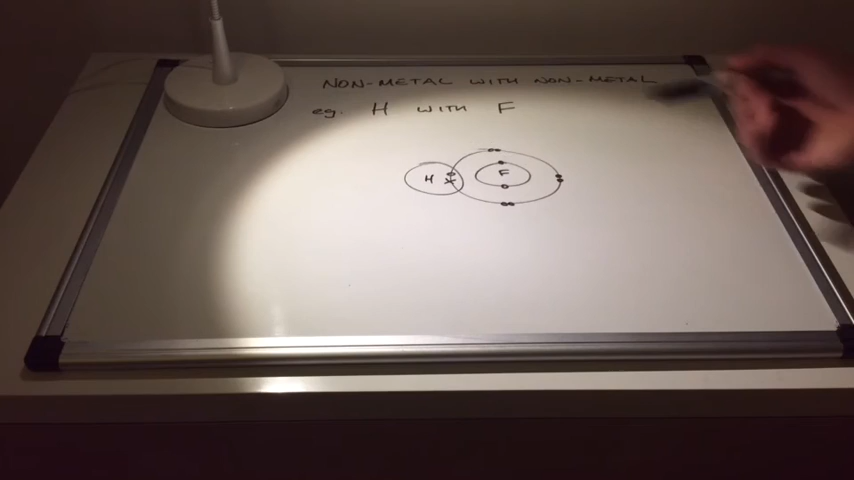 NON-METAL WITH NON-METAL
eg. H WITH F
H F